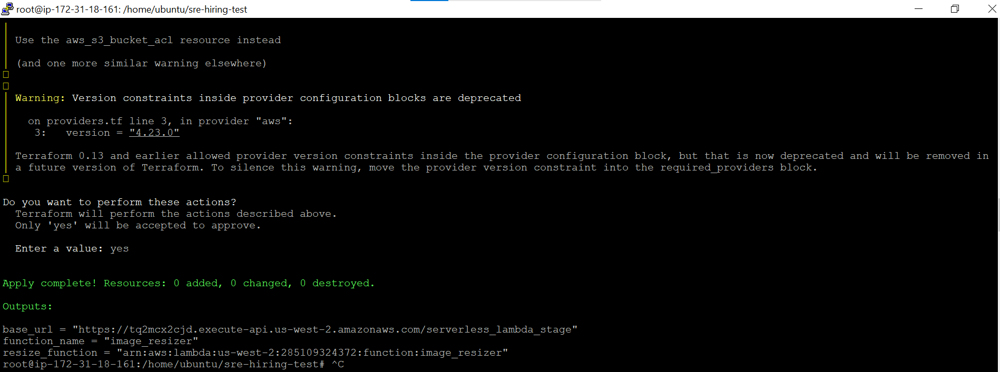 root@ip-172-31-18-161: /home/ubuntu/sre-hiring-test
Use the aws_s3_bucket_acl resource instead
(and one more similar warning elsewhere)
Warning: Version constraints inside provider configuration blocks are deprecated
on providers.tf line 3, in provider "aws":
3:   version = "4.23.0"
Terraform 0.13 and earlier allowed provider version constraints inside the provider configuration block, but that is now deprecated and will be removed in
a future version of Terraform. To silence this warning, move the provider version constraint into the required_providers block.
Do you want to perform these actions?
Terraform will perform the actions described above.
Only 'yes' will be accepted to approve.
Enter a value: yes
Apply complete! Resources: 0 added, 0 changed, 0 destroyed.
Outputs:
base_url = "https://tq2mcx2cjd.execute-api.us-west-2.amazonaws.com/serverless_lambda_stage"
function_name = "image_resizer"
resize_function = "arn:aws:lambda:us-west-2:285109324372:function:image_resizer"
root@ip-172-31-18-161:/home/ubuntu/sre-hiring-test# ^C